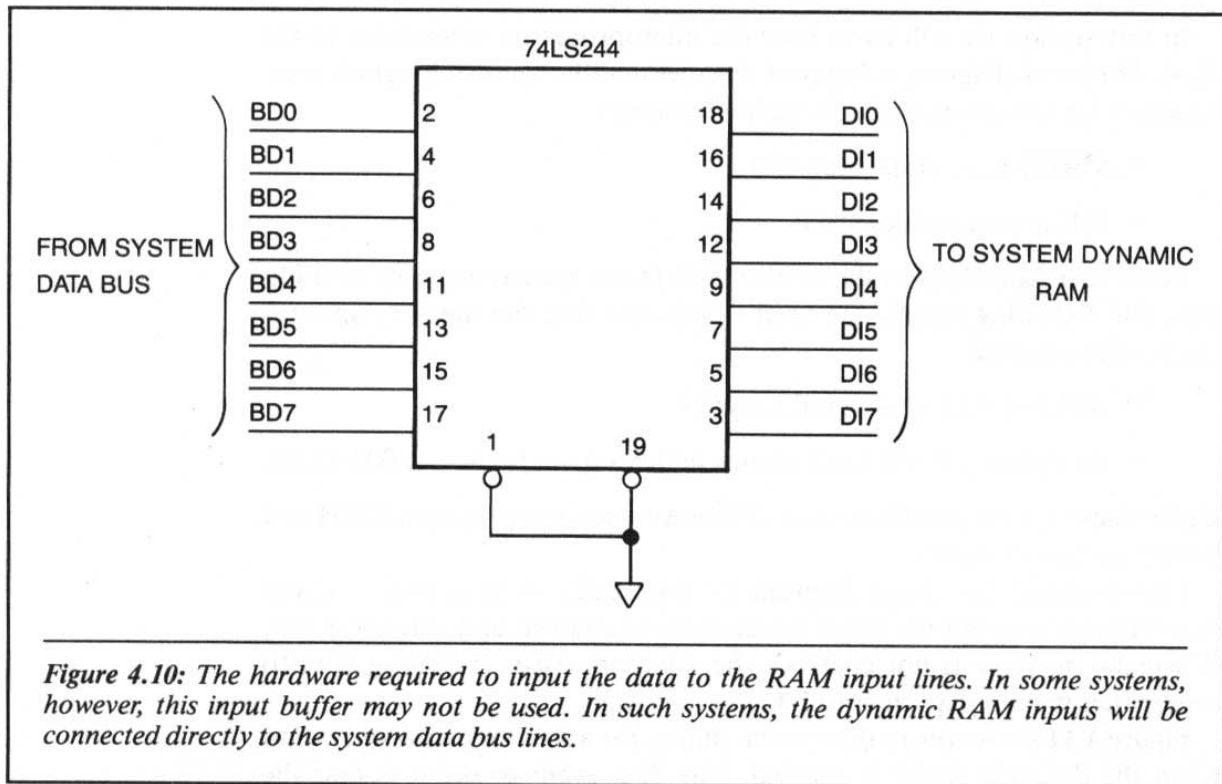 74LS244
BD0 2 18 DI0
BD1 4 16 DI1
BD2 6 14 DI2
BD3 8 12 DI3
BD4 11 9 DI4
BD5 13 7 DI5
BD6 15 5 DI6
BD7 17 3 DI7
FROM SYSTEM
DATA BUS
TO SYSTEM DYNAMIC
RAM
1 19
Figure 4.10: The hardware required to input the data to the RAM input lines. In some systems,
however, this input buffer may not be used. In such systems, the dynamic RAM inputs will be
connected directly to the system data bus lines.